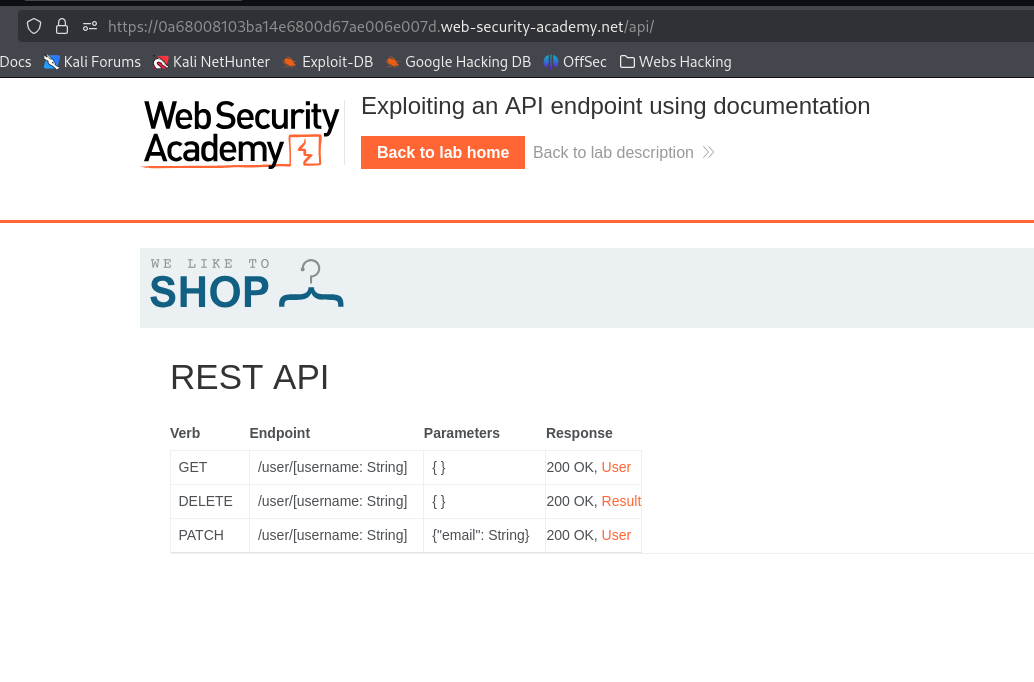 https://0a68008103ba14e6800d67ae006e007d.web-security-academy.net/api/
Docs Kali Forums Kali NetHunter Exploit-DB Google Hacking DB OffSec Webs Hacking
Web Security Academy
Exploiting an API endpoint using documentation
Back to lab home Back to lab description
WE LIKE TO
SHOP
REST API
Verb Endpoint Parameters Response
GET /user/[username: String] { } 200 OK, User
DELETE /user/[username: String] { } 200 OK, Result
PATCH /user/[username: String] {"email": String} 200 OK, User